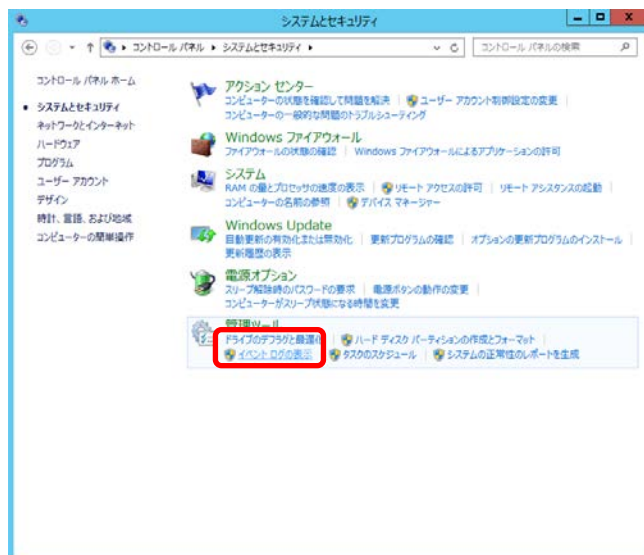 システムとセキュリティ
コントロール パネル ▸ システムとセキュリティ ▸
コントロール パネルの検索
コントロール パネル ホーム
システムとセキュリティ
ネットワークとインターネット
ハードウェア
プログラム
ユーザー アカウント
デザイン
時計、言語、および地域
コンピューターの簡単操作
アクション センター
コンピューターの状態を確認して問題を解決 | ユーザー アカウント制御設定の変更
コンピューターの一般的な問題のトラブルシューティング
Windows ファイアウォール
ファイアウォールの状態の確認 | Windows ファイアウォールによるアプリケーションの許可
システム
RAM の量とプロセッサの速度の表示 | リモート アクセスの許可 | リモート アシスタンスの起動
コンピューターの名前の参照 | デバイス マネージャー
Windows Update
自動更新の有効化または無効化 | 更新プログラムの確認 | オプションの更新プログラムのインストール
更新履歴の表示
電源オプション
スリープ解除時のパスワードの要求 | 電源ボタンの動作の変更
コンピューターがスリープ状態になる時間を変更
管理ツール
ドライブのデフラグと最適化 | ハード ディスク パーティションの作成とフォーマット
イベント ログの表示 | タスクのスケジュール | システムの正常性のレポートを生成